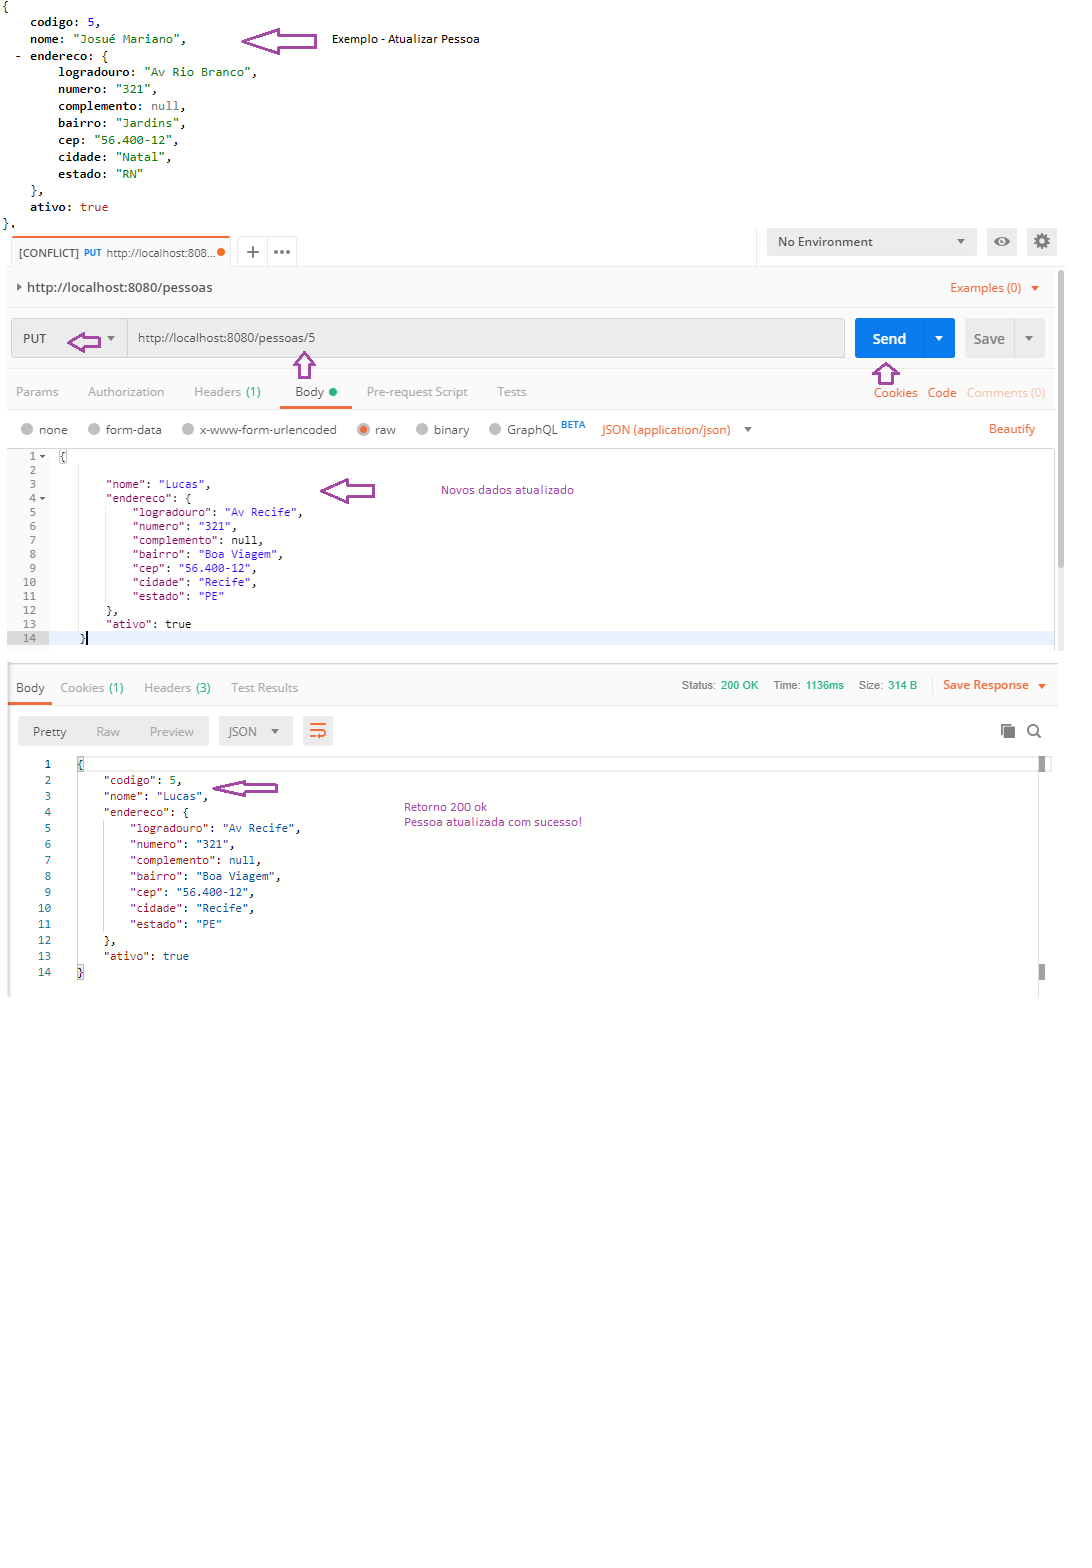 {
codigo: 5,
nome: "Josué Mariano",
Exemplo - Atualizar Pessoa
- endereco: {
logradouro: "Av Rio Branco",
numero: "321",
complemento: null,
bairro: "Jardins",
cep: "56.400-12",
cidade: "Natal",
estado: "RN"
},
ativo: true
},
[CONFLICT] PUT http://localhost:808...
+ •••
No Environment
http://localhost:8080/pessoas
Examples (0)
PUT
http://localhost:8080/pessoas/5
Send
Save
Params Authorization Headers (1) Body Pre-request Script Tests
Cookies Code Comments (0)
none form-data x-www-form-urlencoded raw binary GraphQL BETA JSON (application/json)
Beautify
1 {
2
3 "nome": "Lucas",
Novos dados atualizado
4 "endereco": {
5 "logradouro": "Av Recife",
6 "numero": "321",
7 "complemento": null,
8 "bairro": "Boa Viagem",
9 "cep": "56.400-12",
10 "cidade": "Recife",
11 "estado": "PE"
12 },
13 "ativo": true
14 }
Body Cookies (1) Headers (3) Test Results
Status: 200 OK Time: 1136ms Size: 314 B
Save Response
Pretty Raw Preview JSON
1 {
2 "codigo": 5,
3 "nome": "Lucas",
Retorno 200 ok
Pessoa atualizada com sucesso!
4 "endereco": {
5 "logradouro": "Av Recife",
6 "numero": "321",
7 "complemento": null,
8 "bairro": "Boa Viagem",
9 "cep": "56.400-12",
10 "cidade": "Recife",
11 "estado": "PE"
12 },
13 "ativo": true
14 }